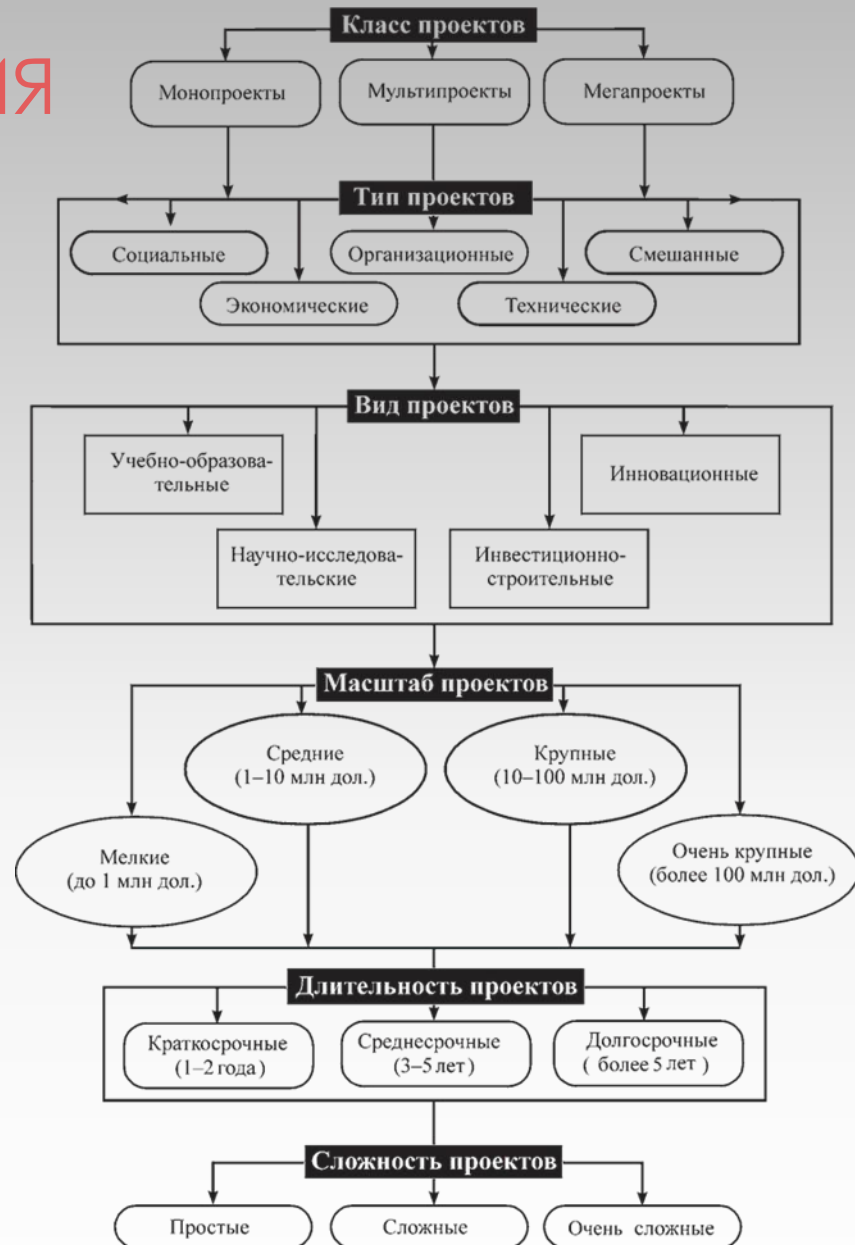 Класс проектов
ИЯ
Монопроекты
Мультипроекты
Мегапроекты
Тип проектов
Социальные
Организационные
Смешанные
Экономические
Технические
Вид проектов
Учебно-образова-
тельные
Инновационные
Научно-исследова-
тельские
Инвестиционно-
строительные
Масштаб проектов
Средние
(1–10 млн дол.)
Крупные
(10–100 млн дол.)
Мелкие
(до 1 млн дол.)
Очень крупные
(более 100 млн дол.)
Длительность проектов
Краткосрочные
(1–2 года)
Среднесрочные
(3–5 лет)
Долгосрочные
( более 5 лет)
Сложность проектов
Простые
Сложные
Очень сложные